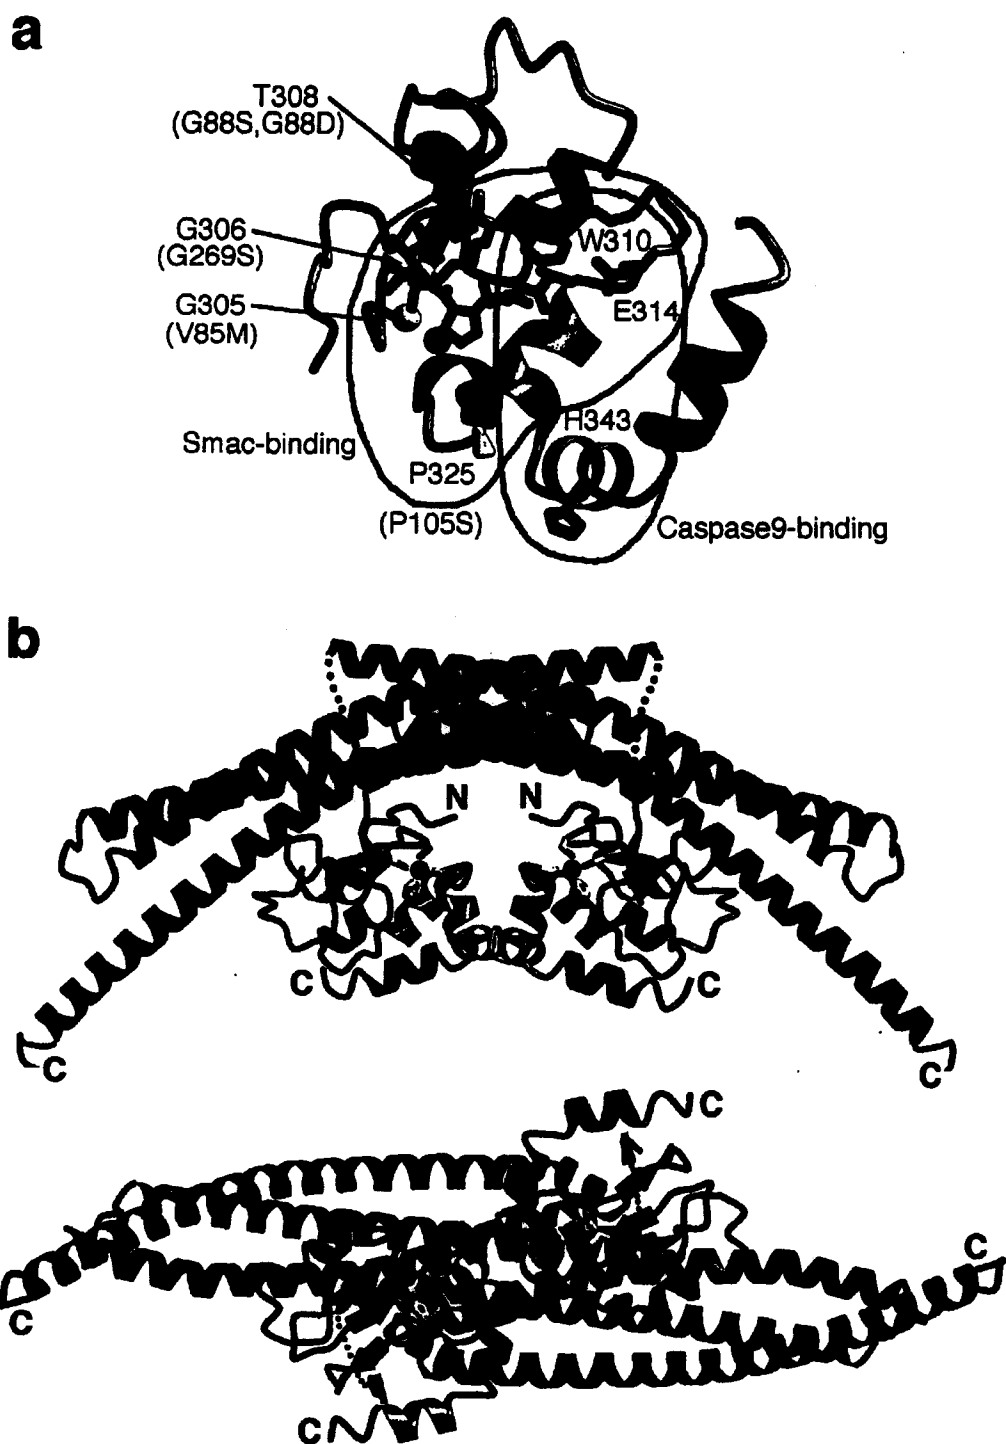 a
T308
(G88S,G88D)
G306
(G269S)
G305
(V85M)
W310
E314
H343
Smac-binding
P325
(P105S)
Caspase9-binding
b
N N
C C
C C
C
C
C
C